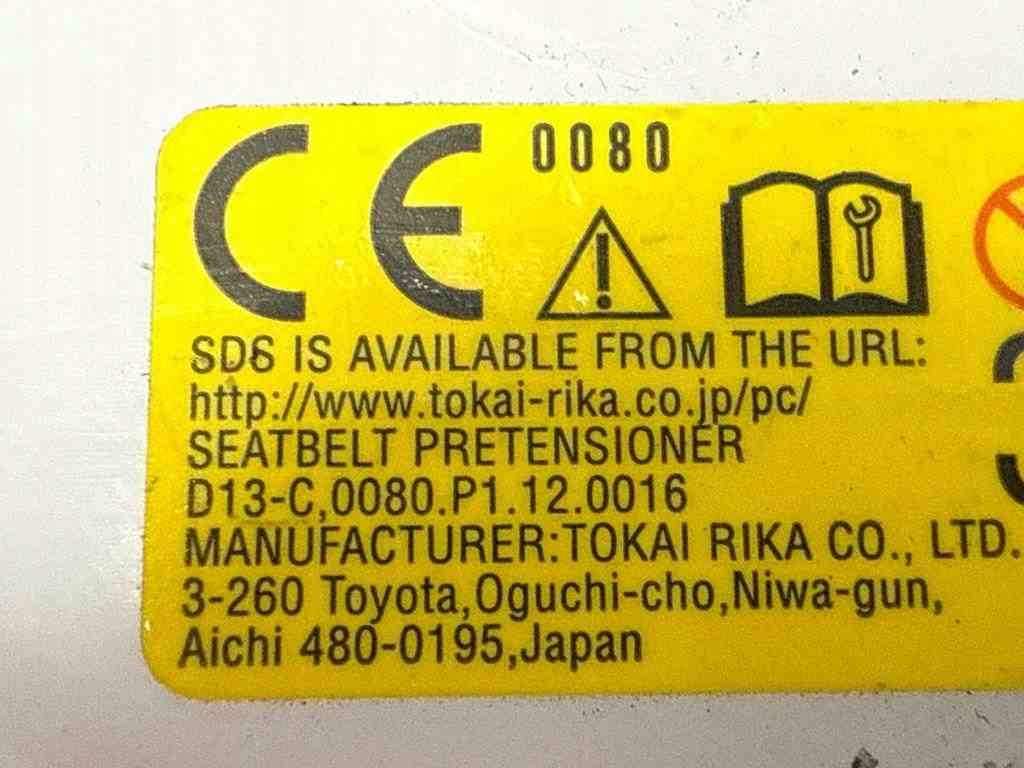 CE 0080
SD6 IS AVAILABLE FROM THE URL:
http://www.tokai-rika.co.jp/pc/
SEATBELT PRETENSIONER
D13-C,0080.P1.12.0016
MANUFACTURER:TOKAI RIKA CO., LTD.
3-260 Toyota,Oguchi-cho,Niwa-gun,
Aichi 480-0195,Japan